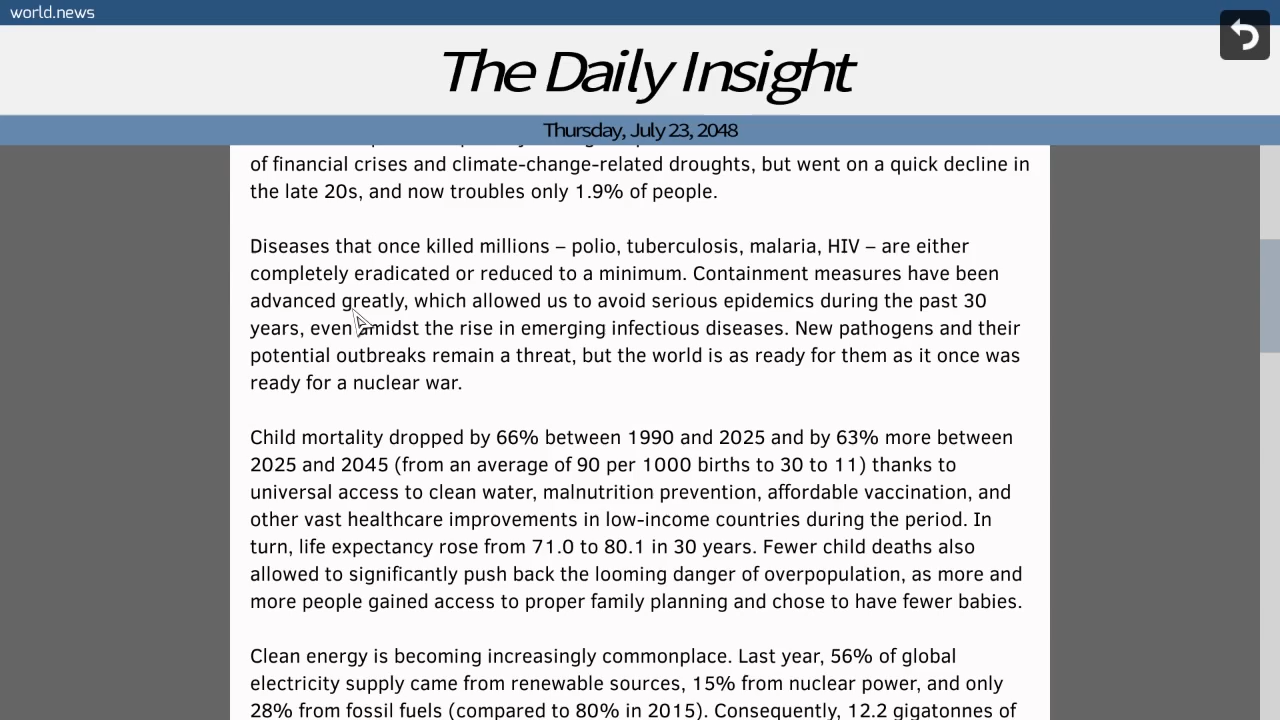 world.news
The Daily Insight
Thursday, July 23, 2048
of financial crises and climate-change-related droughts, but went on a quick decline in
the late 20s, and now troubles only 1.9% of people.
Diseases that once killed millions – polio, tuberculosis, malaria, HIV – are either
completely eradicated or reduced to a minimum. Containment measures have been
advanced greatly, which allowed us to avoid serious epidemics during the past 30
years, even amidst the rise in emerging infectious diseases. New pathogens and their
potential outbreaks remain a threat, but the world is as ready for them as it once was
ready for a nuclear war.
Child mortality dropped by 66% between 1990 and 2025 and by 63% more between
2025 and 2045 (from an average of 90 per 1000 births to 30 to 11) thanks to
universal access to clean water, malnutrition prevention, affordable vaccination, and
other vast healthcare improvements in low-income countries during the period. In
turn, life expectancy rose from 71.0 to 80.1 in 30 years. Fewer child deaths also
allowed to significantly push back the looming danger of overpopulation, as more and
more people gained access to proper family planning and chose to have fewer babies.
Clean energy is becoming increasingly commonplace. Last year, 56% of global
electricity supply came from renewable sources, 15% from nuclear power, and only
28% from fossil fuels (compared to 80% in 2015). Consequently, 12.2 gigatonnes of